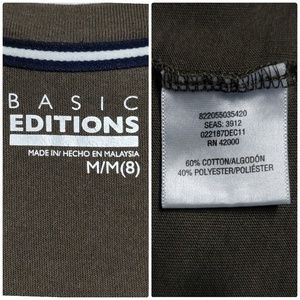 BASIC
EDITIONS
MADE IN/ HECHO EN MALAYSIA
M/M(8)
822055035420
SEAS: 3912
022187DEC11
RN 42000
60% COTTON/ALGODÓN
40% POLYESTER/POLIÉSTER